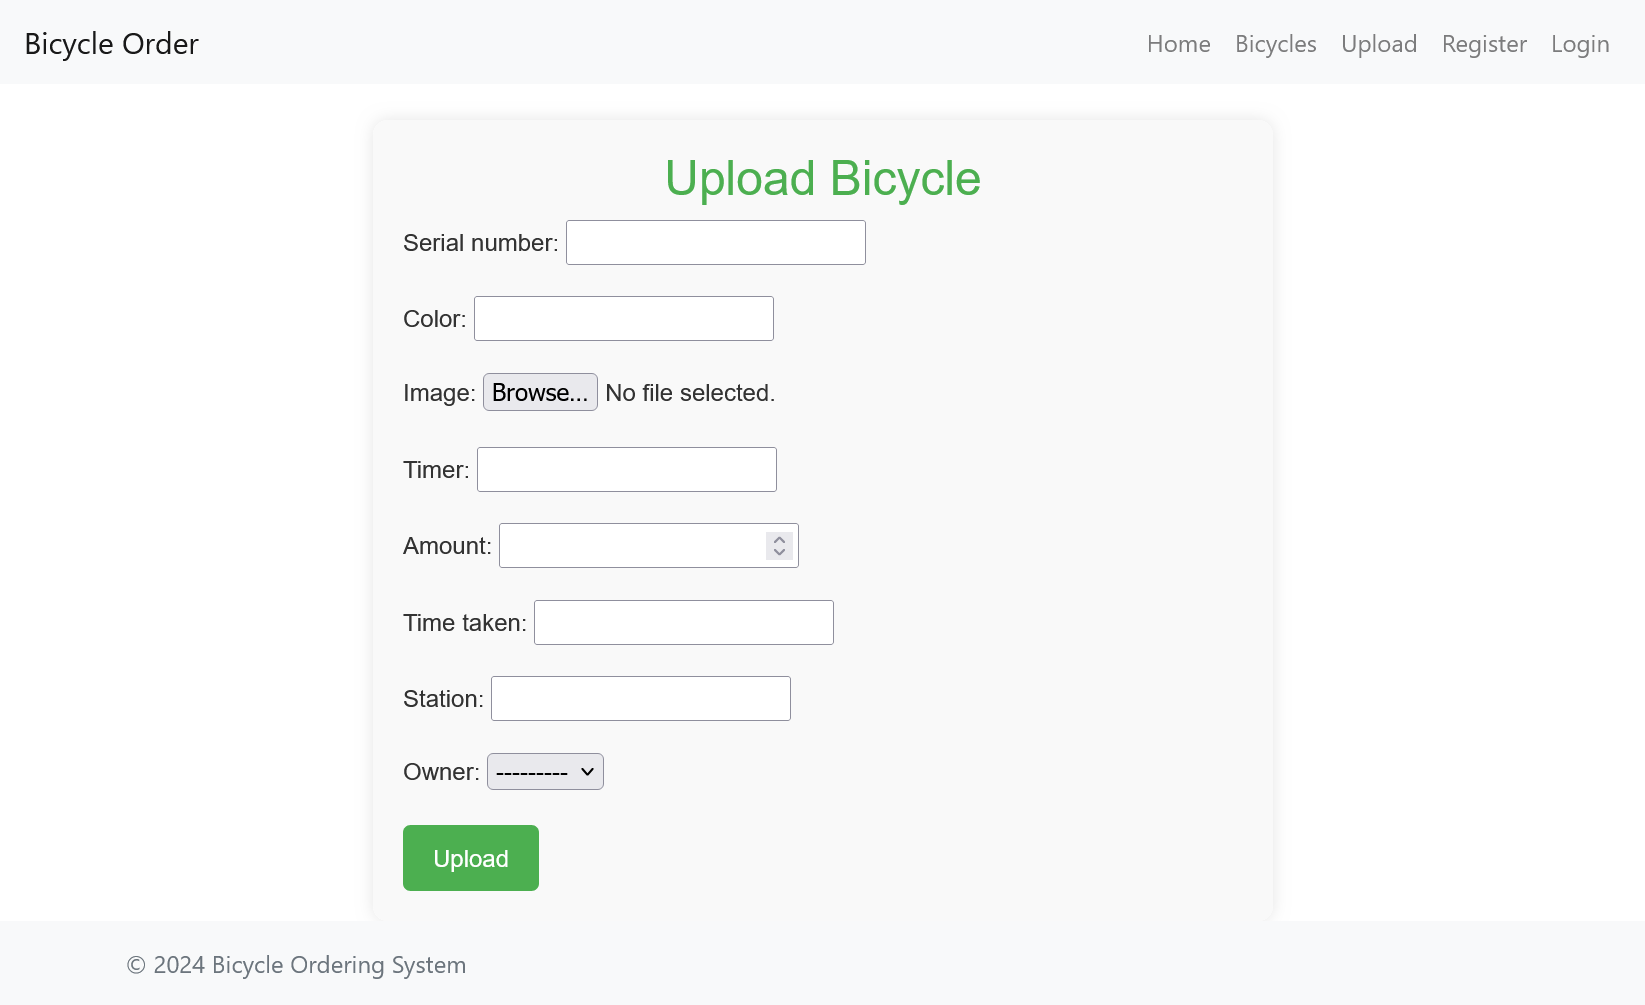 Bicycle Order
Home Bicycles Upload Register Login
Upload Bicycle
Serial number:
Color:
Image: Browse... No file selected.
Timer:
Amount:
Time taken:
Station:
Owner: ---------
Upload
© 2024 Bicycle Ordering System